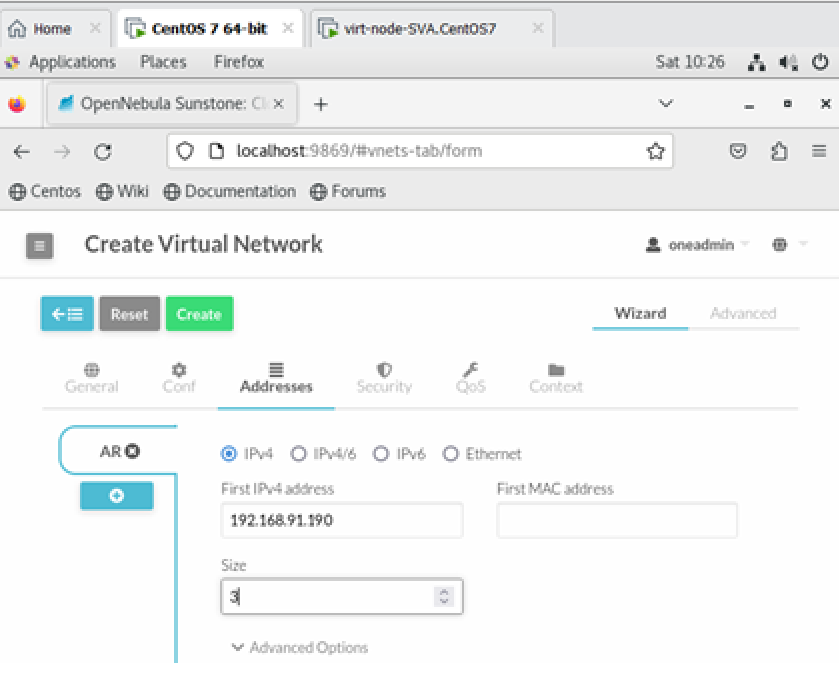 Home × CentOS 7 64-bit × virt-node-SVA.CentOS7 ×
Applications Places Firefox Sat 10:26
OpenNebula Sunstone: Cl × +
localhost:9869/#vnets-tab/form
Centos Wiki Documentation Forums
Create Virtual Network oneadmin
Reset Create Wizard Advanced
General Conf Addresses Security QoS Context
AR
IPv4 IPv4/6 IPv6 Ethernet
First IPv4 address First MAC address
192.168.91.190
Size
3
Advanced Options